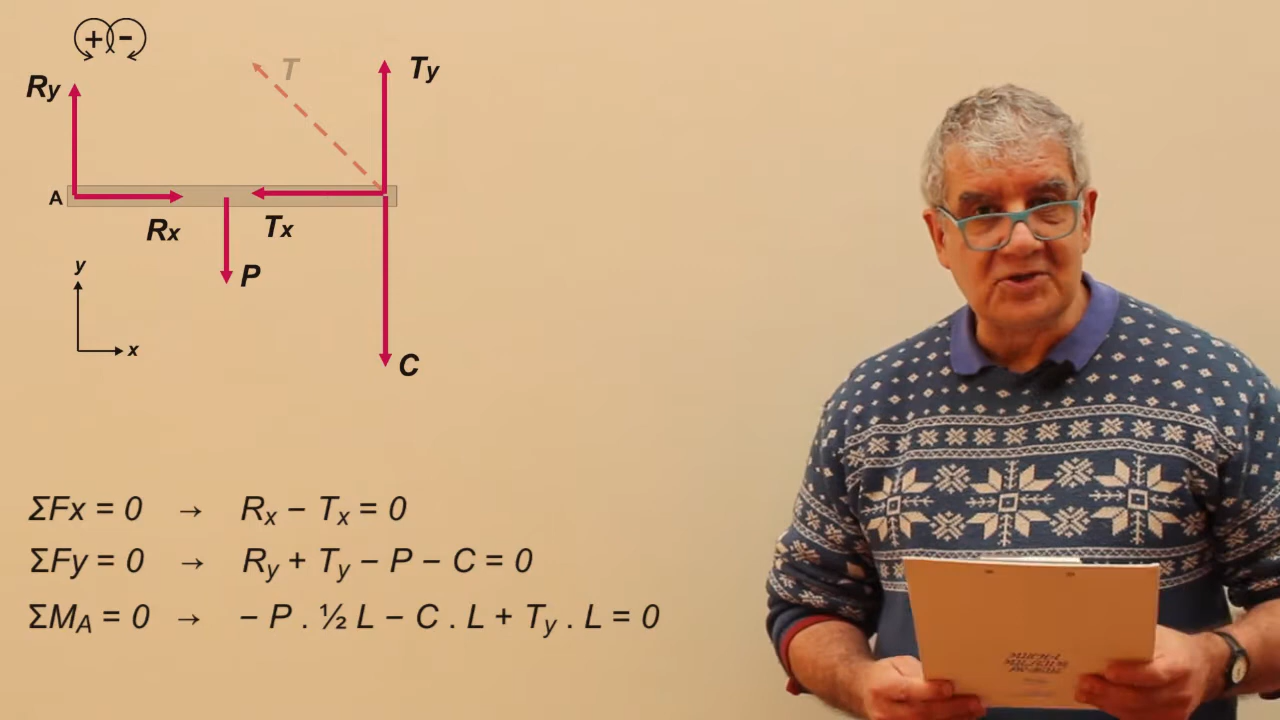 + -
Ry
T
Ty
A
Rx
Tx
P
y
x
C
ΣFx = 0 → Rx − Tx = 0
ΣFy = 0 → Ry + Ty − P − C = 0
ΣMA = 0 → − P . ½ L − C . L + Ty . L = 0